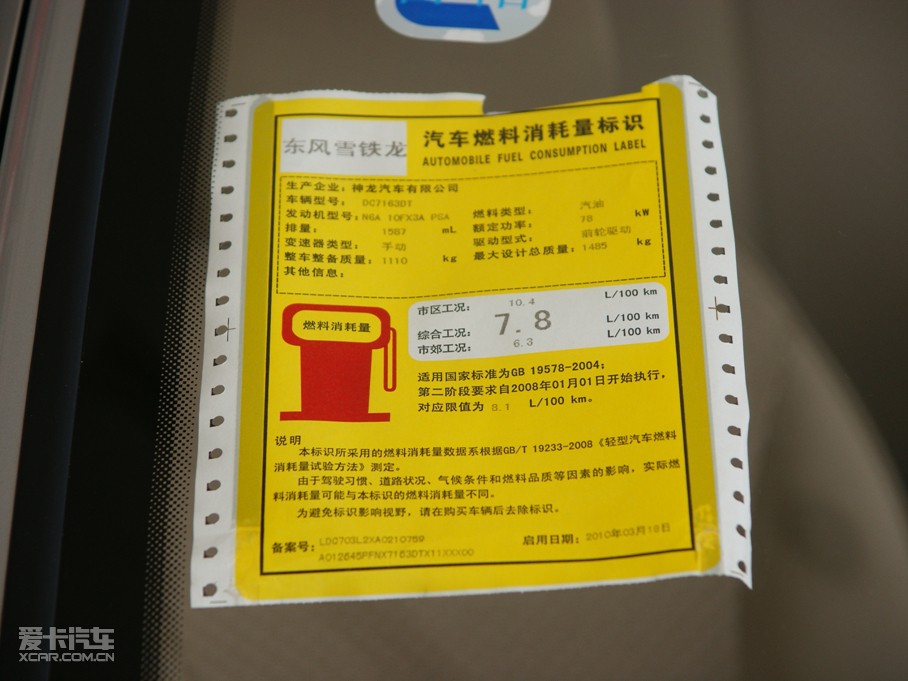 东风雪铁龙
汽车燃料消耗量标识
AUTOMOBILE FUEL CONSUMPTION LABEL
生产企业：神龙汽车有限公司
车辆型号： DC7163DT
发动机型号：N6A 10FX3A PSA 燃料类型： 汽油
排量： 1587 mL 额定功率： 78 kW
变速器类型： 手动 驱动型式： 前轮驱动
整车整备质量： 1110 kg 最大设计总质量：1485 kg
其他信息：
燃料消耗量
市区工况： 10.4 L/100 km
综合工况： 7.8 L/100 km
市郊工况： 6.3 L/100 km
适用国家标准为GB 19578-2004；
第二阶段要求自2008年01月01日开始执行，
对应限值为 8.1 L/100 km。
说明
本标识所采用的燃料消耗量数据系根据GB/T 19233-2008《轻型汽车燃料
消耗量试验方法》测定。
由于驾驶习惯、道路状况、气候条件和燃料品质等因素的影响，实际燃
料消耗量可能与本标识的燃料消耗量不同。
为避免标识影响视野，请在购买车辆后去除标识。
备案号： LDC703L2XA0210759
A012645PFNX7163DTX11XXX00
启用日期： 2010年03月18日
爱卡汽车
XCAR.COM.CN